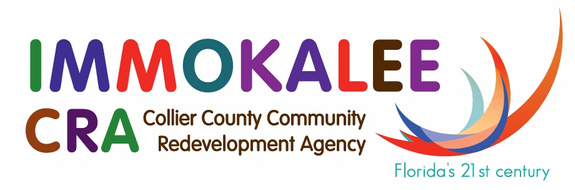 IMMOKALEE
CRA Collier County Community
Redevelopment Agency
Florida's 21st century